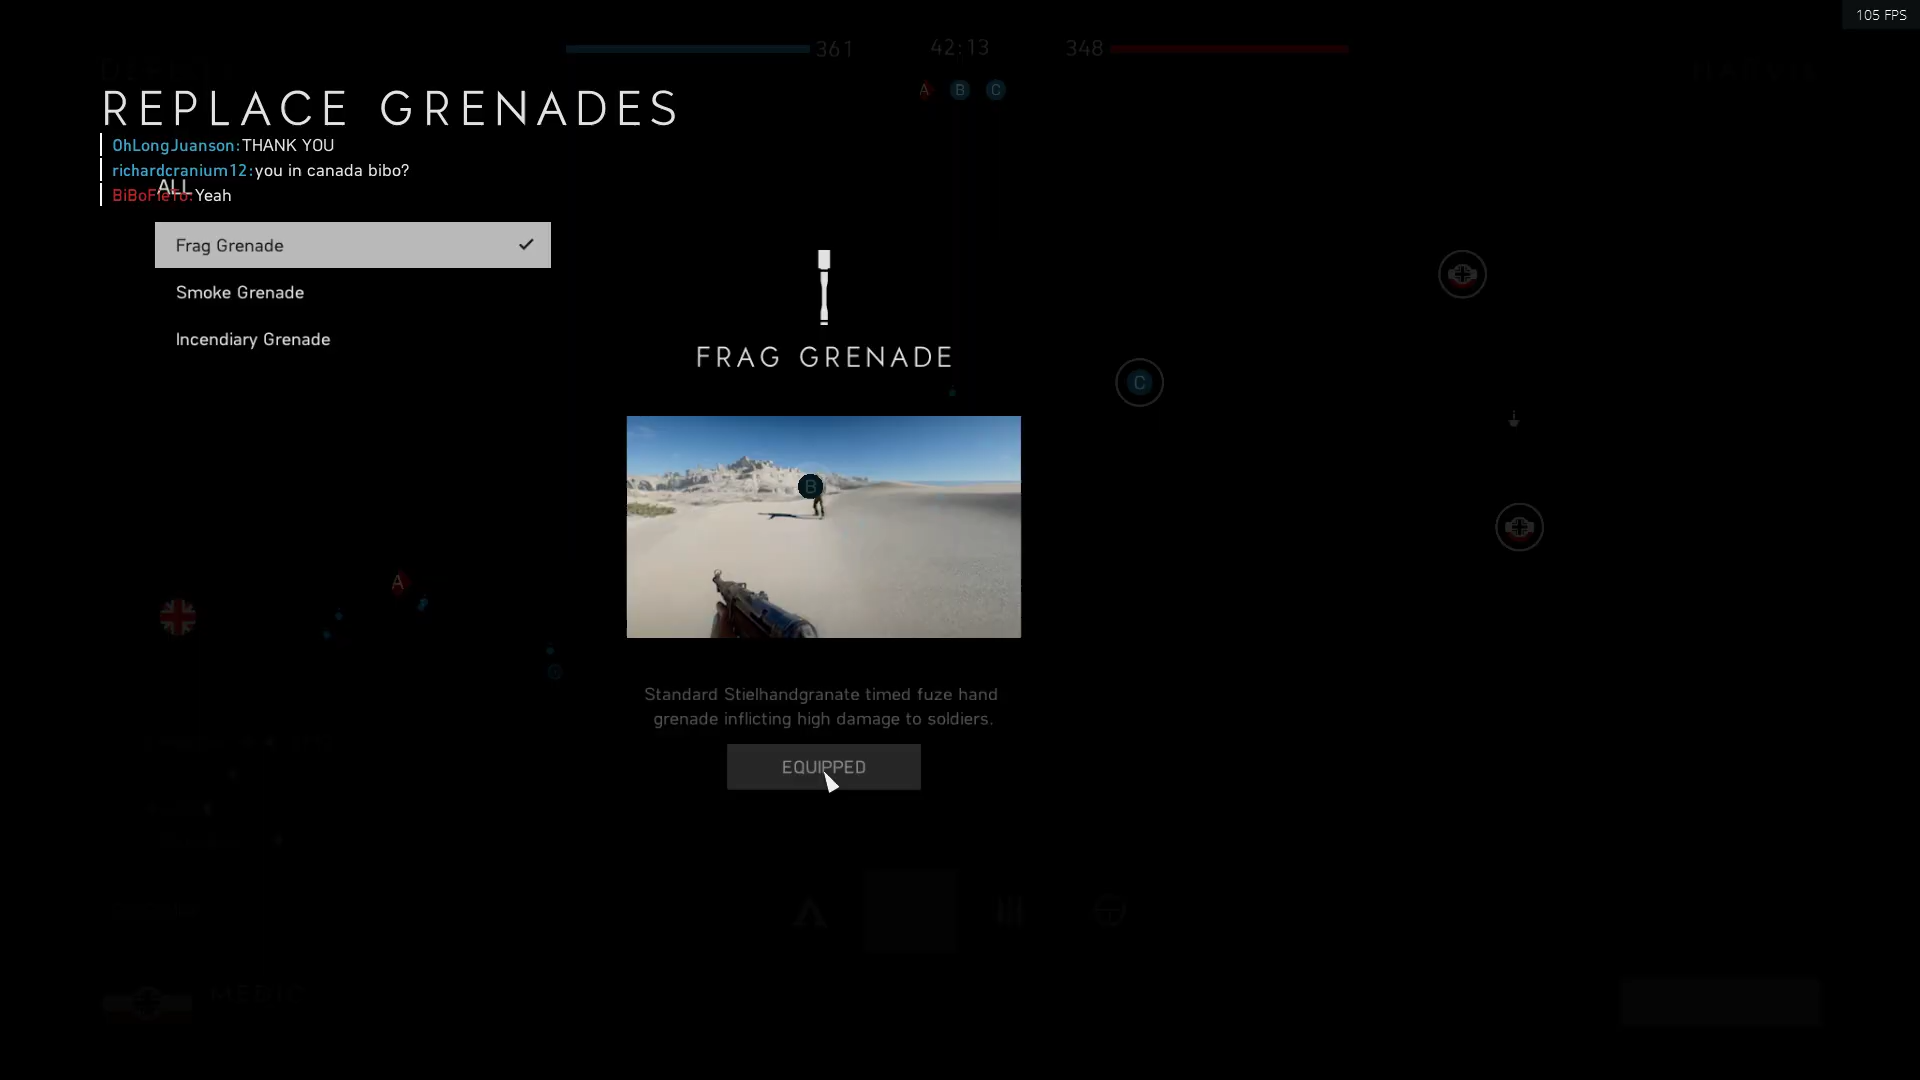 105 FPS
361 42:13 348
A B C
REPLACE GRENADES
OhLongJuanson: THANK YOU
richardcranium12: you in canada bibo?
ALL
BiBoFieTo: Yeah
Frag Grenade
Smoke Grenade
Incendiary Grenade
FRAG GRENADE
C
B
A
Standard Stielhandgranate timed fuze hand
grenade inflicting high damage to soldiers.
EQUIPPED
MEDIC